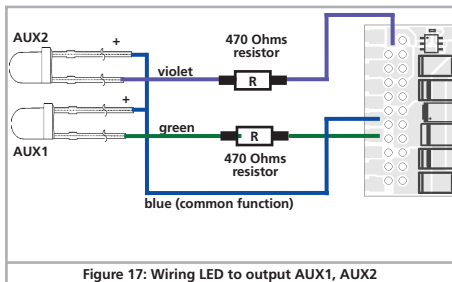 AUX2
+
violet
470 Ohms
resistor
R
+
AUX1
green
R
470 Ohms
resistor
blue (common function)
Figure 17: Wiring LED to output AUX1, AUX2